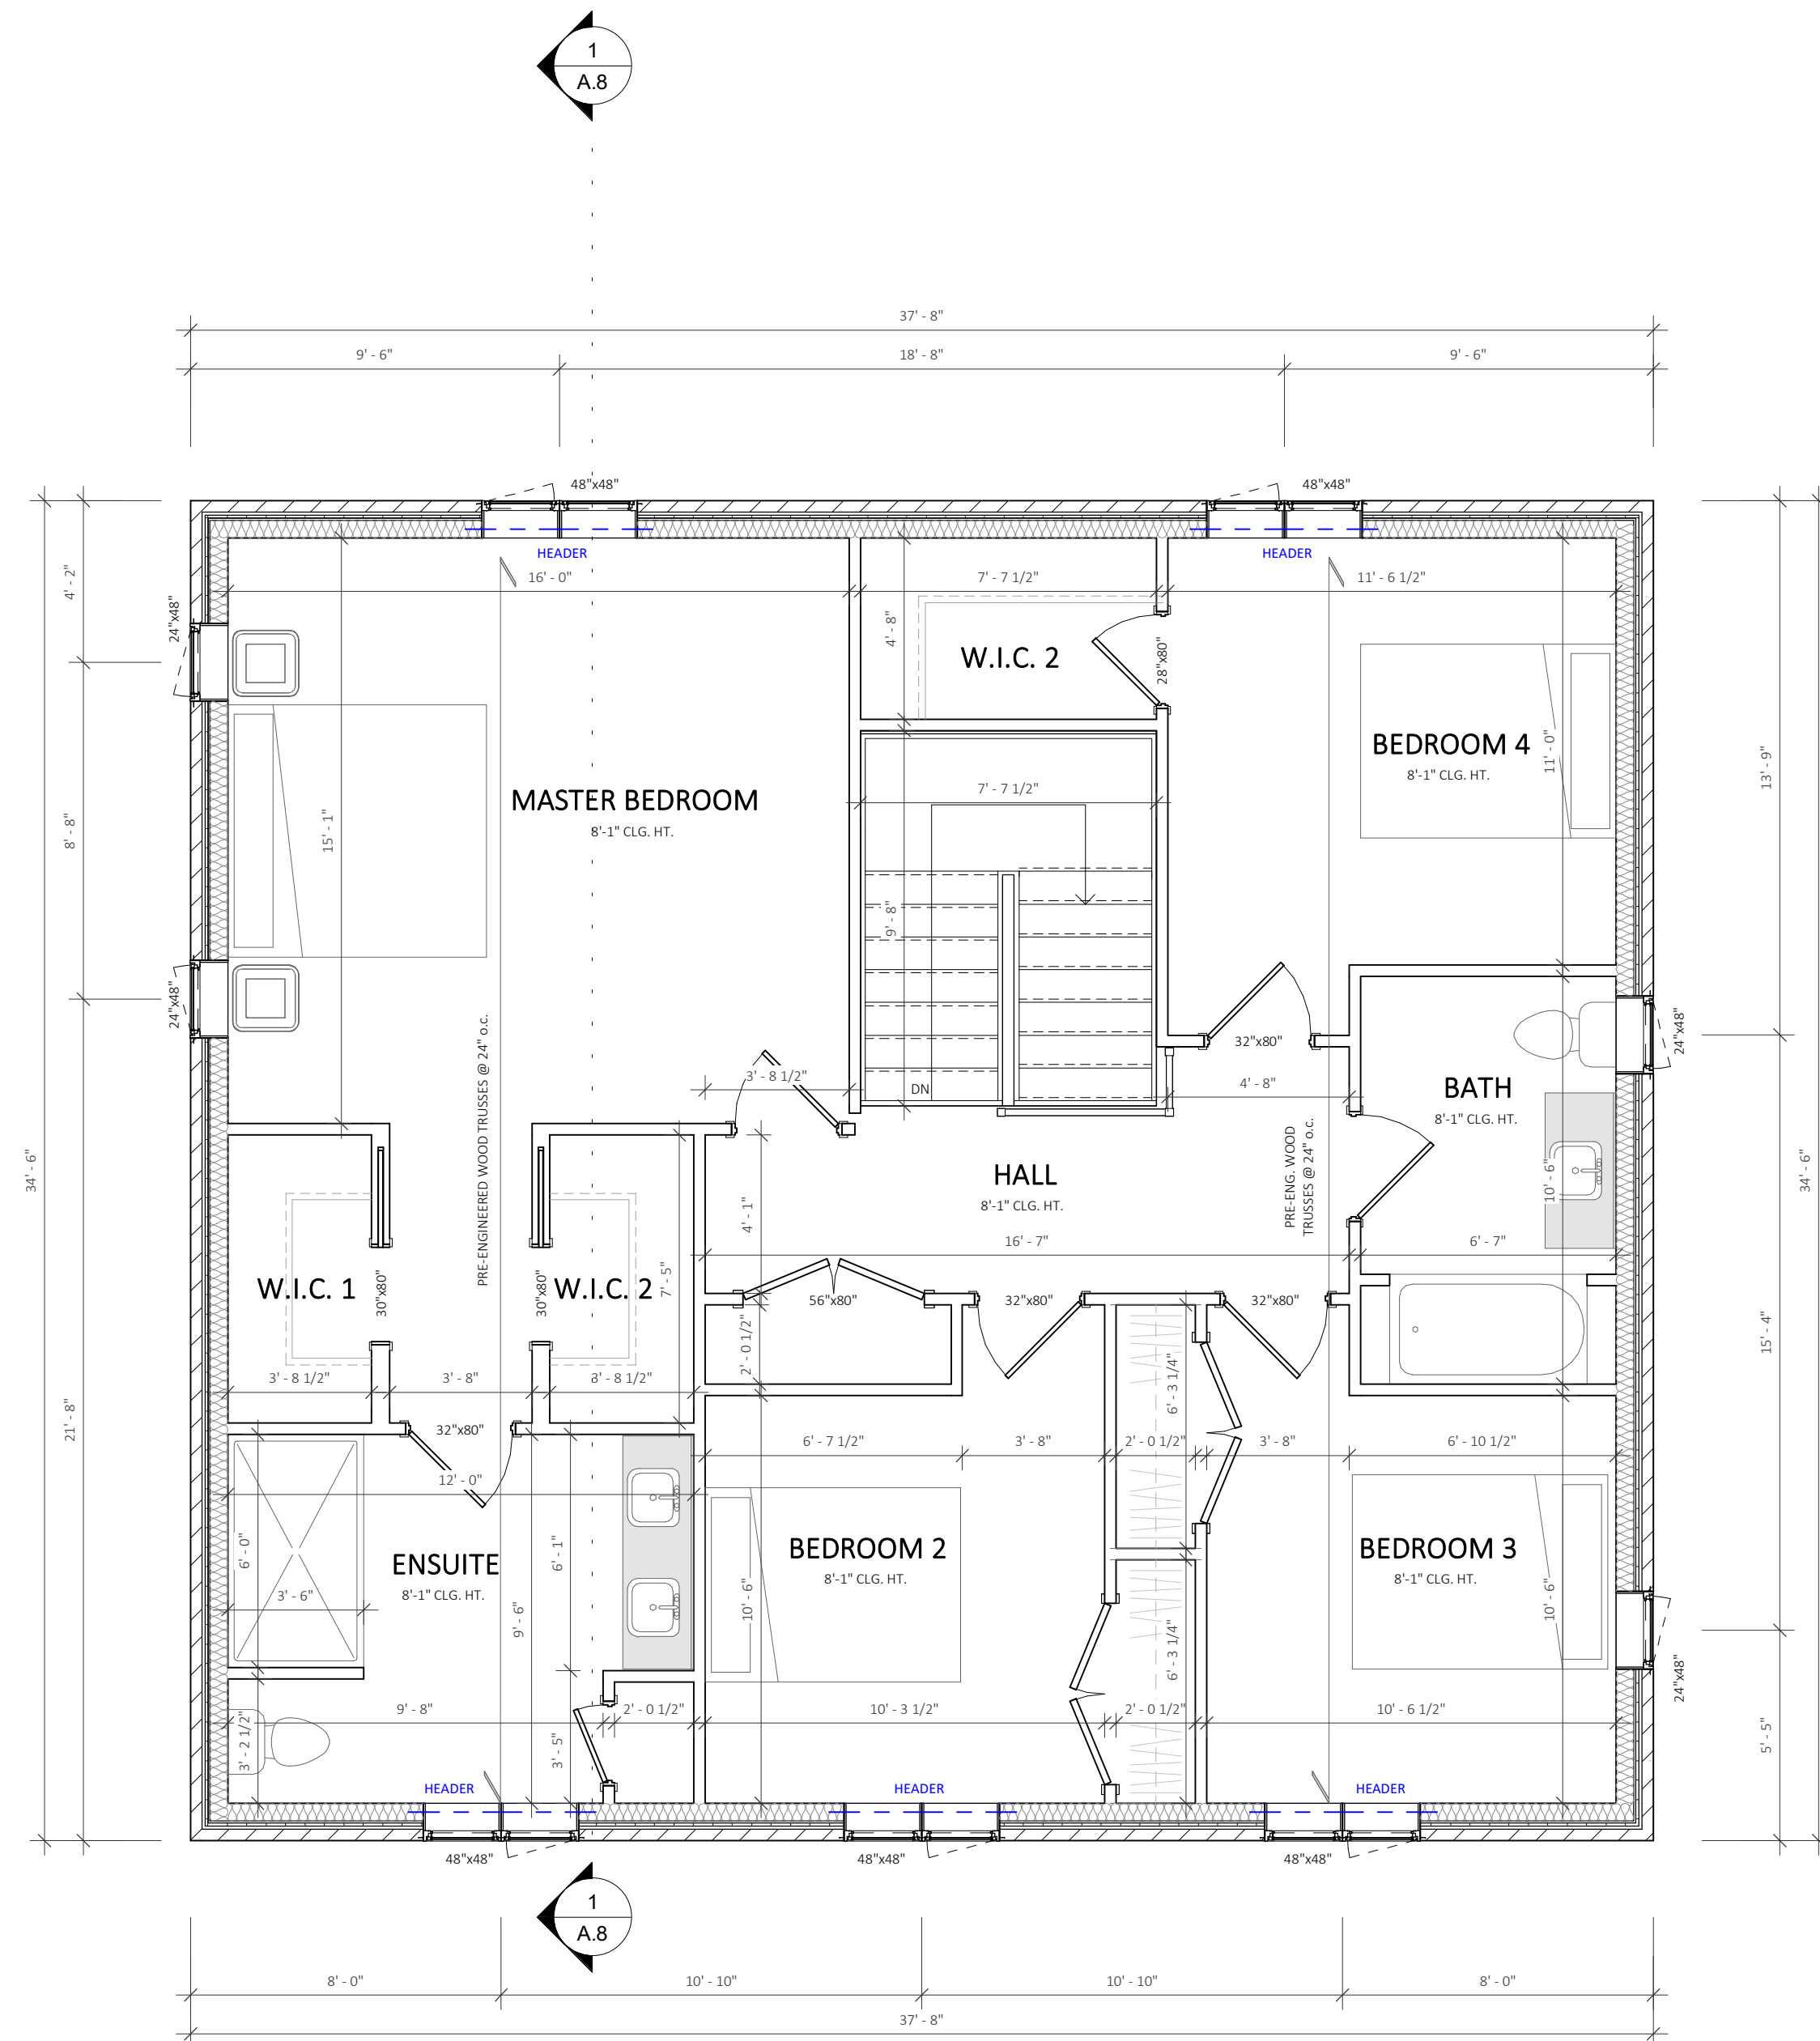 1
A.8
37' - 8"
9' - 6"
18' - 8"
9' - 6"
48"x48"
48"x48"
HEADER
HEADER
16' - 0"
7' - 7 1/2"
11' - 6 1/2"
4' - 2"
24"x48"
4' - 8"
W.I.C. 2
28"x80"
BEDROOM 4
8'-1" CLG. HT.
11' - 0"
13' - 9"
MASTER BEDROOM
8'-1" CLG. HT.
15' - 1"
7' - 7 1/2"
8' - 8"
9' - 8"
24"x48"
PRE-ENGINEERED WOOD TRUSSES @ 24" o.c.
3' - 8 1/2"
DN
32"x80"
4' - 8"
24"x48"
BATH
8'-1" CLG. HT.
34' - 6"
HALL
8'-1" CLG. HT.
PRE-ENG. WOOD
TRUSSES @ 24" o.c.
10' - 6"
34' - 6"
4' - 1"
16' - 7"
6' - 7"
W.I.C. 1
30"x80"
30"x80"
W.I.C. 2
7' - 5"
56"x80"
32"x80"
32"x80"
2' - 0 1/2"
15' - 4"
3' - 8 1/2"
3' - 8"
3' - 8 1/2"
6' - 3 1/4"
21' - 8"
32"x80"
6' - 7 1/2"
3' - 8"
2' - 0 1/2"
3' - 8"
6' - 10 1/2"
12' - 0"
6' - 0"
6' - 1"
ENSUITE
8'-1" CLG. HT.
3' - 6"
9' - 6"
BEDROOM 2
8'-1" CLG. HT.
10' - 6"
6' - 3 1/4"
BEDROOM 3
8'-1" CLG. HT.
10' - 6"
24"x48"
9' - 8"
2' - 0 1/2"
10' - 3 1/2"
2' - 0 1/2"
10' - 6 1/2"
3' - 2 1/2"
3' - 5"
5' - 5"
HEADER
HEADER
HEADER
48"x48"
48"x48"
48"x48"
1
A.8
8' - 0"
10' - 10"
10' - 10"
8' - 0"
37' - 8"